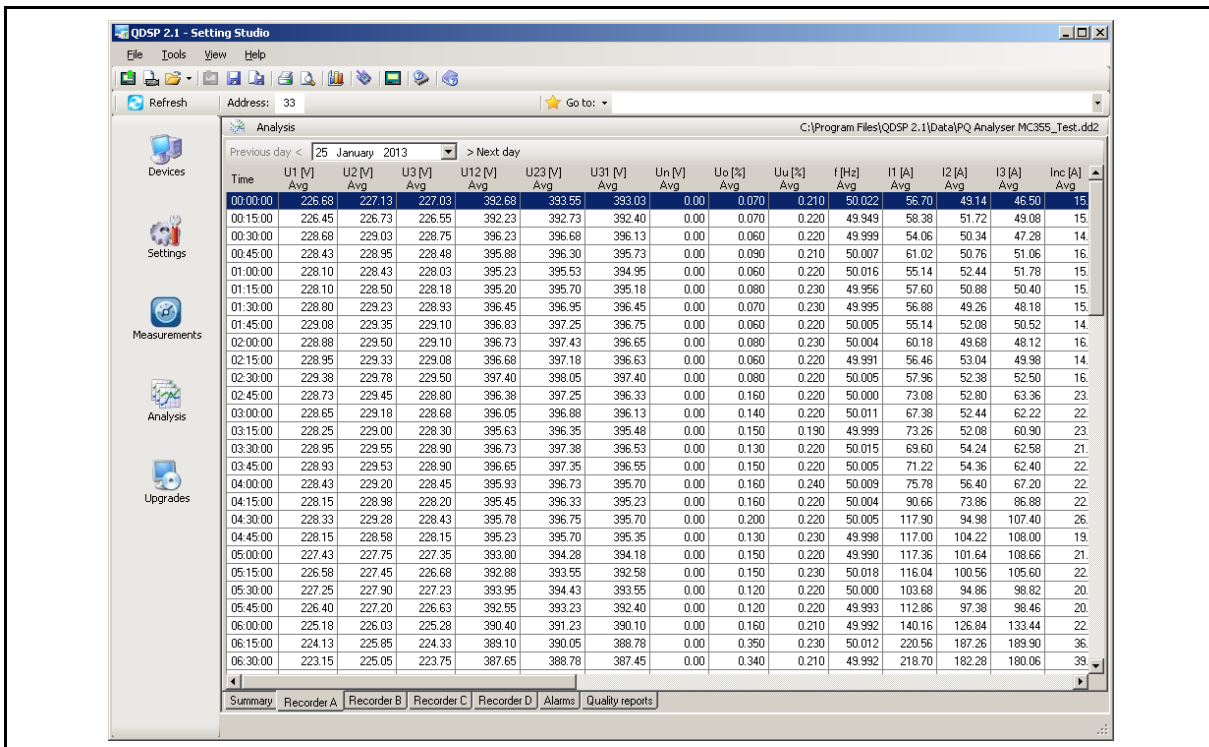 QDSP 2.1 - Setting Studio
File Tools View Help
Refresh Address: 33 Go to:
Analysis C:\Program Files\QDSP 2.1\Data\PQ Analyser MC355_Test.dd2
Previous day < 25 January 2013 > Next day
Devices
Settings
Measurements
Analysis
Upgrades
Time U1 [V] U2 [V] U3 [V] U12 [V] U23 [V] U31 [V] Un [V] Uo [%] Uu [%] f [Hz] I1 [A] I2 [A] I3 [A] Inc [A]
Avg Avg Avg Avg Avg Avg Avg Avg Avg Avg Avg Avg Avg Avg
00:00:00 226.68 227.13 227.03 392.68 393.55 393.03 0.00 0.070 0.210 50.022 56.70 49.14 46.50 15.
00:15:00 226.45 226.73 226.55 392.23 392.73 392.40 0.00 0.070 0.220 49.949 58.38 51.72 49.08 15.
00:30:00 228.68 229.03 228.75 396.23 396.68 396.13 0.00 0.060 0.220 49.999 54.06 50.34 47.28 14.
00:45:00 228.43 228.95 228.48 395.88 396.30 395.73 0.00 0.090 0.210 50.007 61.02 50.76 51.06 16.
01:00:00 228.10 228.43 228.03 395.23 395.53 394.95 0.00 0.060 0.220 50.016 55.14 52.44 51.78 15.
01:15:00 228.10 228.50 228.18 395.20 395.70 395.18 0.00 0.080 0.230 49.956 57.60 50.88 50.40 15.
01:30:00 228.80 229.23 228.93 396.45 396.95 396.45 0.00 0.070 0.230 49.995 56.88 49.26 48.18 15.
01:45:00 229.08 229.35 229.10 396.83 397.25 396.75 0.00 0.060 0.220 50.005 55.14 52.08 50.52 14.
02:00:00 228.88 229.50 229.10 396.73 397.43 396.65 0.00 0.080 0.230 50.004 60.18 49.68 48.12 16.
02:15:00 228.95 229.33 229.08 396.68 397.18 396.63 0.00 0.060 0.220 49.991 56.46 53.04 49.98 14.
02:30:00 229.38 229.78 229.50 397.40 398.05 397.40 0.00 0.080 0.220 50.005 57.96 52.38 52.50 16.
02:45:00 228.73 229.45 228.80 396.38 397.25 396.33 0.00 0.160 0.220 50.000 73.08 52.80 63.36 23.
03:00:00 228.65 229.18 228.68 396.05 396.88 396.13 0.00 0.140 0.220 50.011 67.38 52.44 62.22 22.
03:15:00 228.25 229.00 228.30 395.63 396.35 395.48 0.00 0.150 0.190 49.999 73.26 52.08 60.90 23.
03:30:00 228.95 229.55 228.90 396.73 397.38 396.53 0.00 0.130 0.220 50.015 69.60 54.24 62.58 21.
03:45:00 228.93 229.53 228.90 396.65 397.35 396.55 0.00 0.150 0.220 50.005 71.22 54.36 62.40 22.
04:00:00 228.43 229.20 228.45 395.93 396.73 395.70 0.00 0.160 0.240 50.009 75.78 56.40 67.20 22.
04:15:00 228.15 228.98 228.20 395.45 396.33 395.23 0.00 0.160 0.220 50.004 90.66 73.86 86.88 22.
04:30:00 228.33 229.28 228.43 395.78 396.75 395.70 0.00 0.200 0.220 50.005 117.90 94.98 107.40 26.
04:45:00 228.15 228.58 228.15 395.23 395.70 395.35 0.00 0.130 0.230 49.998 117.00 104.22 108.00 19.
05:00:00 227.43 227.75 227.35 393.80 394.28 394.18 0.00 0.150 0.220 49.990 117.36 101.64 108.66 21.
05:15:00 226.58 227.45 226.68 392.88 393.55 392.58 0.00 0.150 0.230 50.018 116.04 100.56 105.60 22.
05:30:00 227.25 227.90 227.23 393.95 394.43 393.55 0.00 0.120 0.220 50.000 103.68 94.86 98.82 20.
05:45:00 226.40 227.20 226.63 392.55 393.23 392.40 0.00 0.120 0.220 49.993 112.86 97.38 98.46 20.
06:00:00 225.18 226.03 225.28 390.40 391.23 390.10 0.00 0.160 0.210 49.992 140.16 126.84 133.44 22.
06:15:00 224.13 225.85 224.33 389.10 390.05 388.78 0.00 0.350 0.230 50.012 220.56 187.26 189.90 36.
06:30:00 223.15 225.05 223.75 387.65 388.78 387.45 0.00 0.340 0.210 49.992 218.70 182.28 180.06 39.
Summary Recorder A Recorder B Recorder C Recorder D Alarms Quality reports